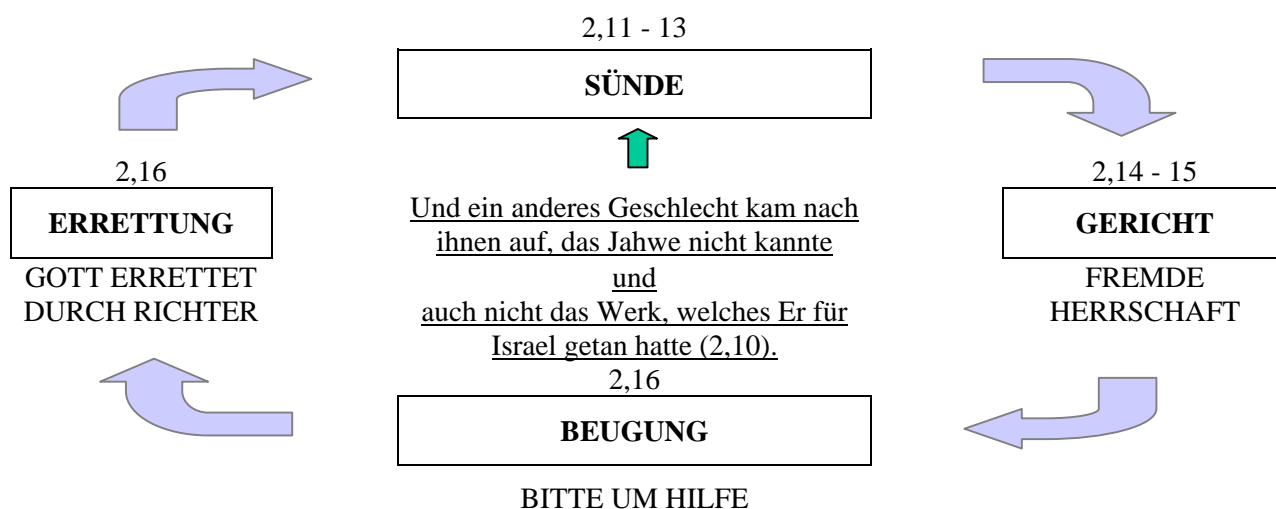 2,11 - 13
SÜNDE
2,16
ERRETTUNG
GOTT ERRETTET
DURCH RICHTER
Und ein anderes Geschlecht kam nach
ihnen auf, das Jahwe nicht kannte
und
auch nicht das Werk, welches Er für
Israel getan hatte (2,10).
2,14 - 15
GERICHT
FREMDE
HERRSCHAFT
2,16
BEUGUNG
BITTE UM HILFE